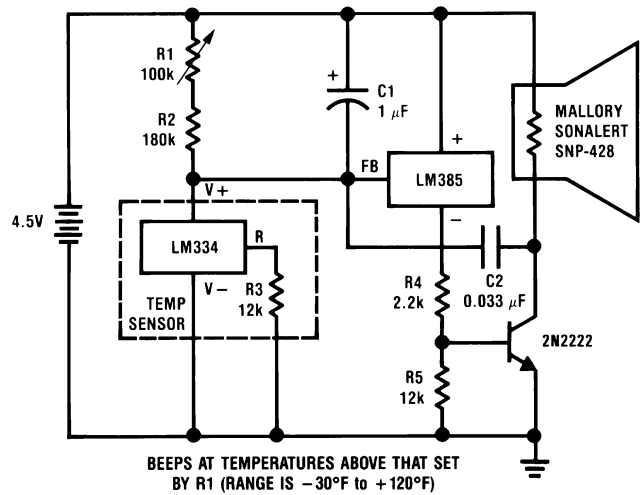 R1
100k
R2
180k
+
C1
1 μF
FB
+
LM385
−
MALLORY
SONALERT
SNP-428
4.5V
V+
LM334
R
V−
R3
12k
TEMP
SENSOR
R4
2.2k
C2
0.033 μF
2N2222
R5
12k
BEEPS AT TEMPERATURES ABOVE THAT SET
BY R1 (RANGE IS −30°F to +120°F)